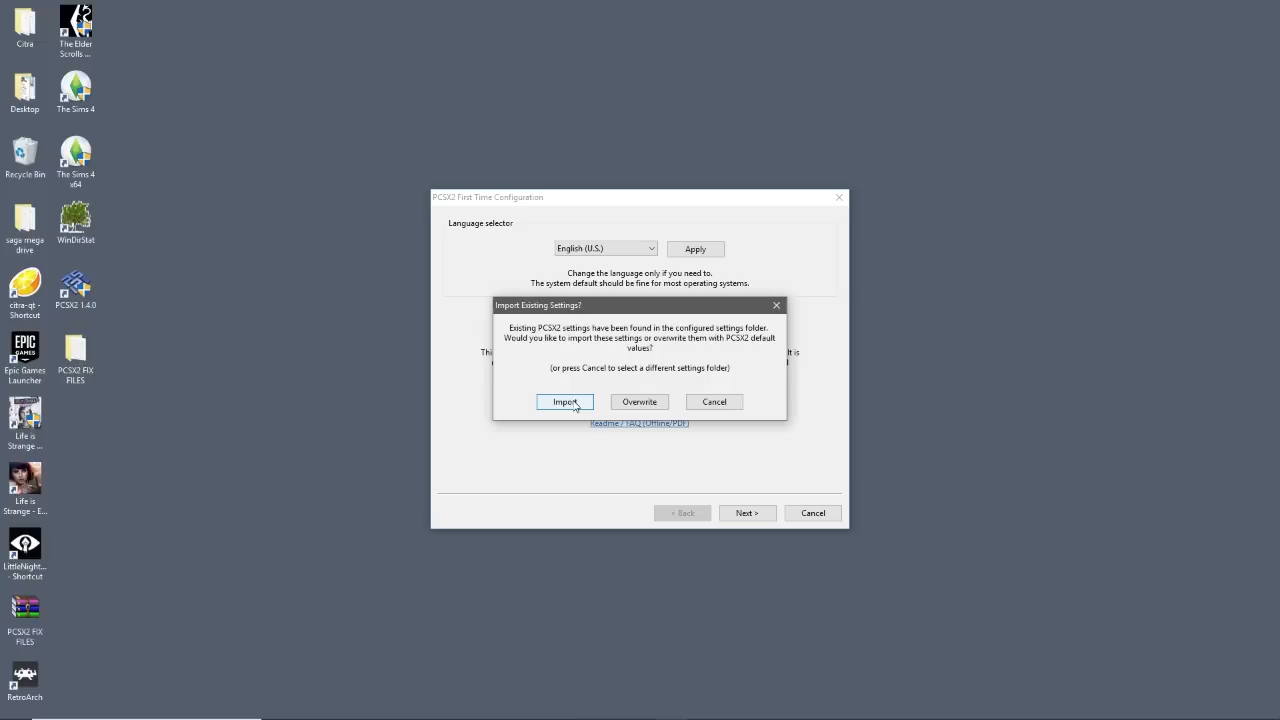 Citra
The Elder
Scrolls ...
Desktop
The Sims 4
Recycle Bin
The Sims 4
x64
saga mega
drive
WinDirStat
citra-qt -
Shortcut
PCSX2 1.4.0
EPIC
GAMES
Epic Games
Launcher
PCSX2 FIX
FILES
Life is
Strange ...
Life is
Strange - E...
LittleNight...
- Shortcut
PCSX2 FIX
FILES
RetroArch
PCSX2 First Time Configuration
Language selector
English (U.S.)
Apply
Change the language only if you need to.
The system default should be fine for most operating systems.
Import Existing Settings?
Existing PCSX2 settings have been found in the configured settings folder.
Would you like to import these settings or overwrite them with PCSX2 default
values?
(or press Cancel to select a different settings folder)
Import
Overwrite
Cancel
Readme / FAQ (Offline/PDF)
< Back
Next >
Cancel